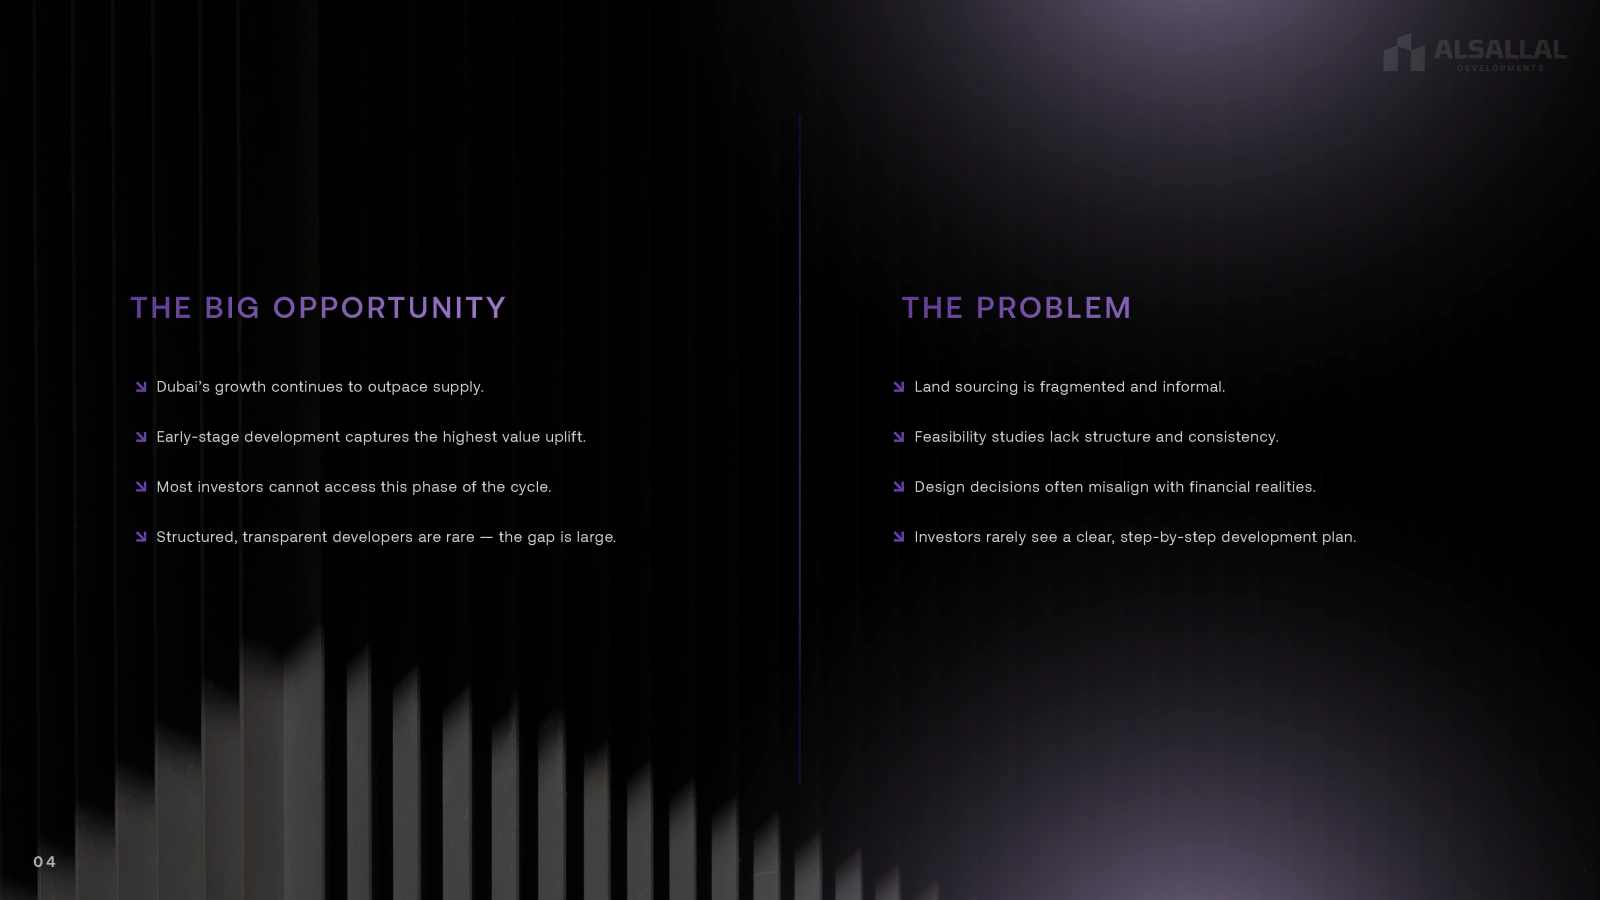 ALSALLAL
DEVELOPMENTS
THE BIG OPPORTUNITY
Dubai’s growth continues to outpace supply.
Early-stage development captures the highest value uplift.
Most investors cannot access this phase of the cycle.
Structured, transparent developers are rare — the gap is large.
THE PROBLEM
Land sourcing is fragmented and informal.
Feasibility studies lack structure and consistency.
Design decisions often misalign with financial realities.
Investors rarely see a clear, step-by-step development plan.
04